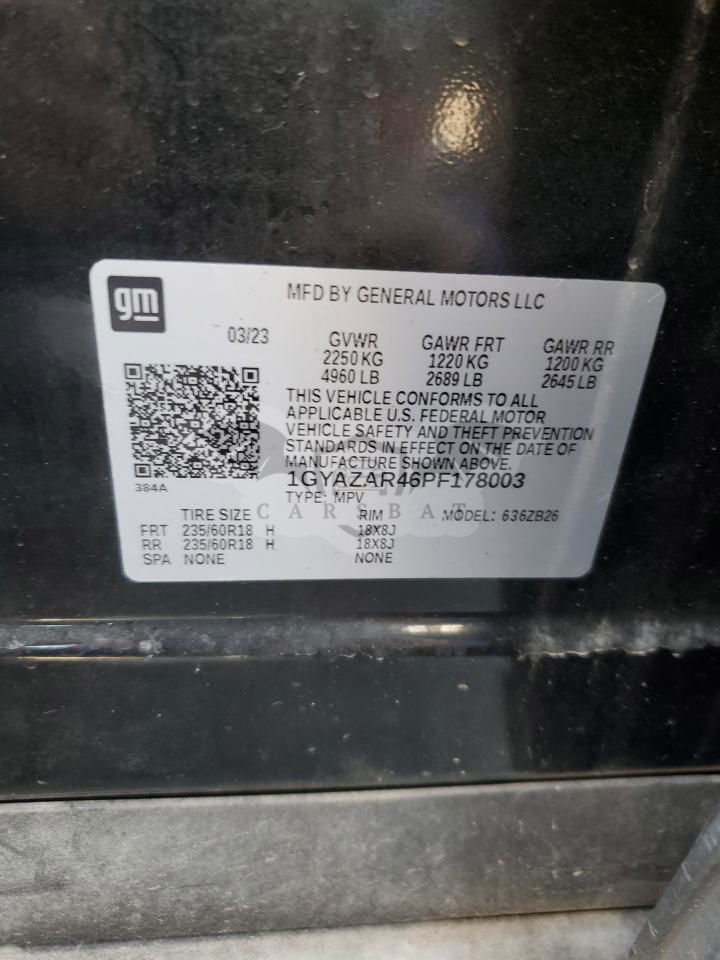 gm
MFD BY GENERAL MOTORS LLC
03/23
GVWR GAWR FRT GAWR RR
2250 KG 1220 KG 1200 KG
4960 LB 2689 LB 2645 LB
THIS VEHICLE CONFORMS TO ALL
APPLICABLE U.S. FEDERAL MOTOR
VEHICLE SAFETY AND THEFT PREVENTION
STANDARDS IN EFFECT ON THE DATE OF
MANUFACTURE SHOWN ABOVE.
384A
1GYAZAR46PF178003
TYPE: MPV
CARSBAT
TIRE SIZE RIM MODEL: 636ZB26
FRT 235/60R18 H 18X8J
RR 235/60R18 H 18X8J
SPA NONE NONE